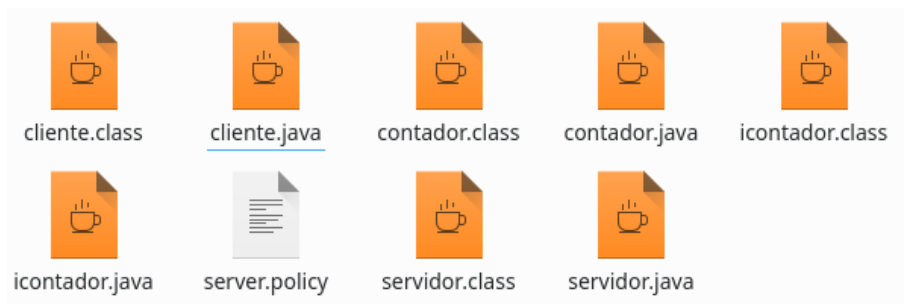 cliente.class
cliente.java
contador.class
contador.java
icontador.class
icontador.java
server.policy
servidor.class
servidor.java